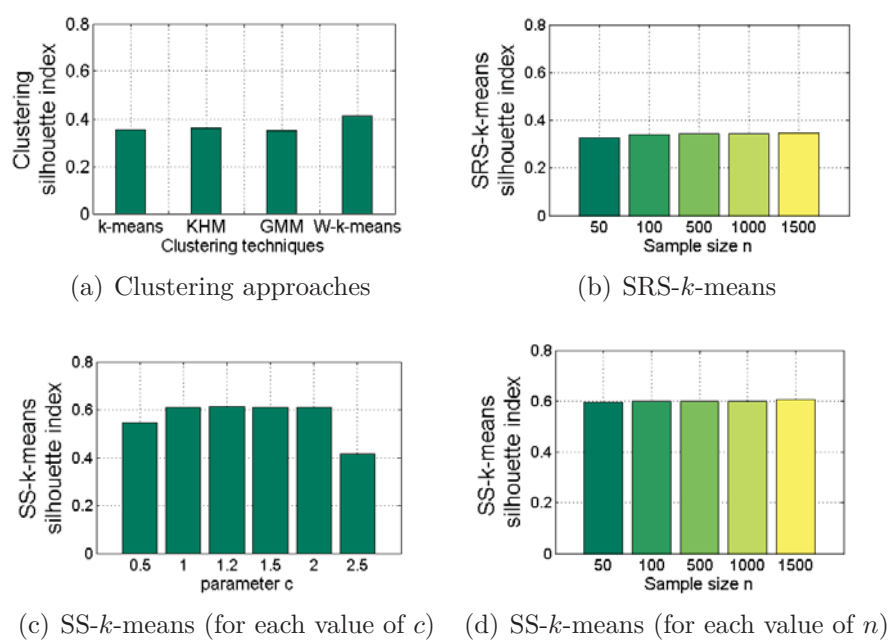 0.8
0.6
0.4
0.2
0
Clustering
silhouette index
k-means KHM GMM W-k-means
Clustering techniques
(a) Clustering approaches
0.8
0.6
0.4
0.2
0
SRS-k-means
silhouette index
50 100 500 1000 1500
Sample size n
(b) SRS-k-means
0.8
0.6
0.4
0.2
0
SS-k-means
silhouette index
0.5 1 1.2 1.5 2 2.5
parameter c
(c) SS-k-means (for each value of c)
0.8
0.6
0.4
0.2
0
SS-k-means
silhouette index
50 100 500 1000 1500
Sample size n
(d) SS-k-means (for each value of n)